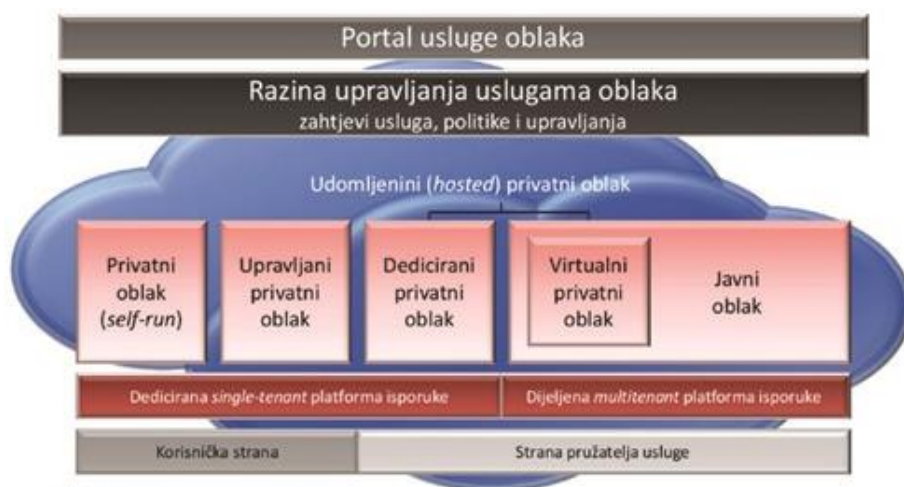 Portal usluge oblaka
Razina upravljanja uslugama oblaka
zahtjevi usluga, politike i upravljanja
Udomljenini (hosted) privatni oblak
Privatni
oblak
(self-run)
Upravljani
privatni
oblak
Dedicirani
privatni
oblak
Virtualni
privatni
oblak
Javni
oblak
Dedicirana single-tenant platforma isporuke
Dijeljena multitenant platforma isporuke
Korisnička strana
Strana pružatelja usluge